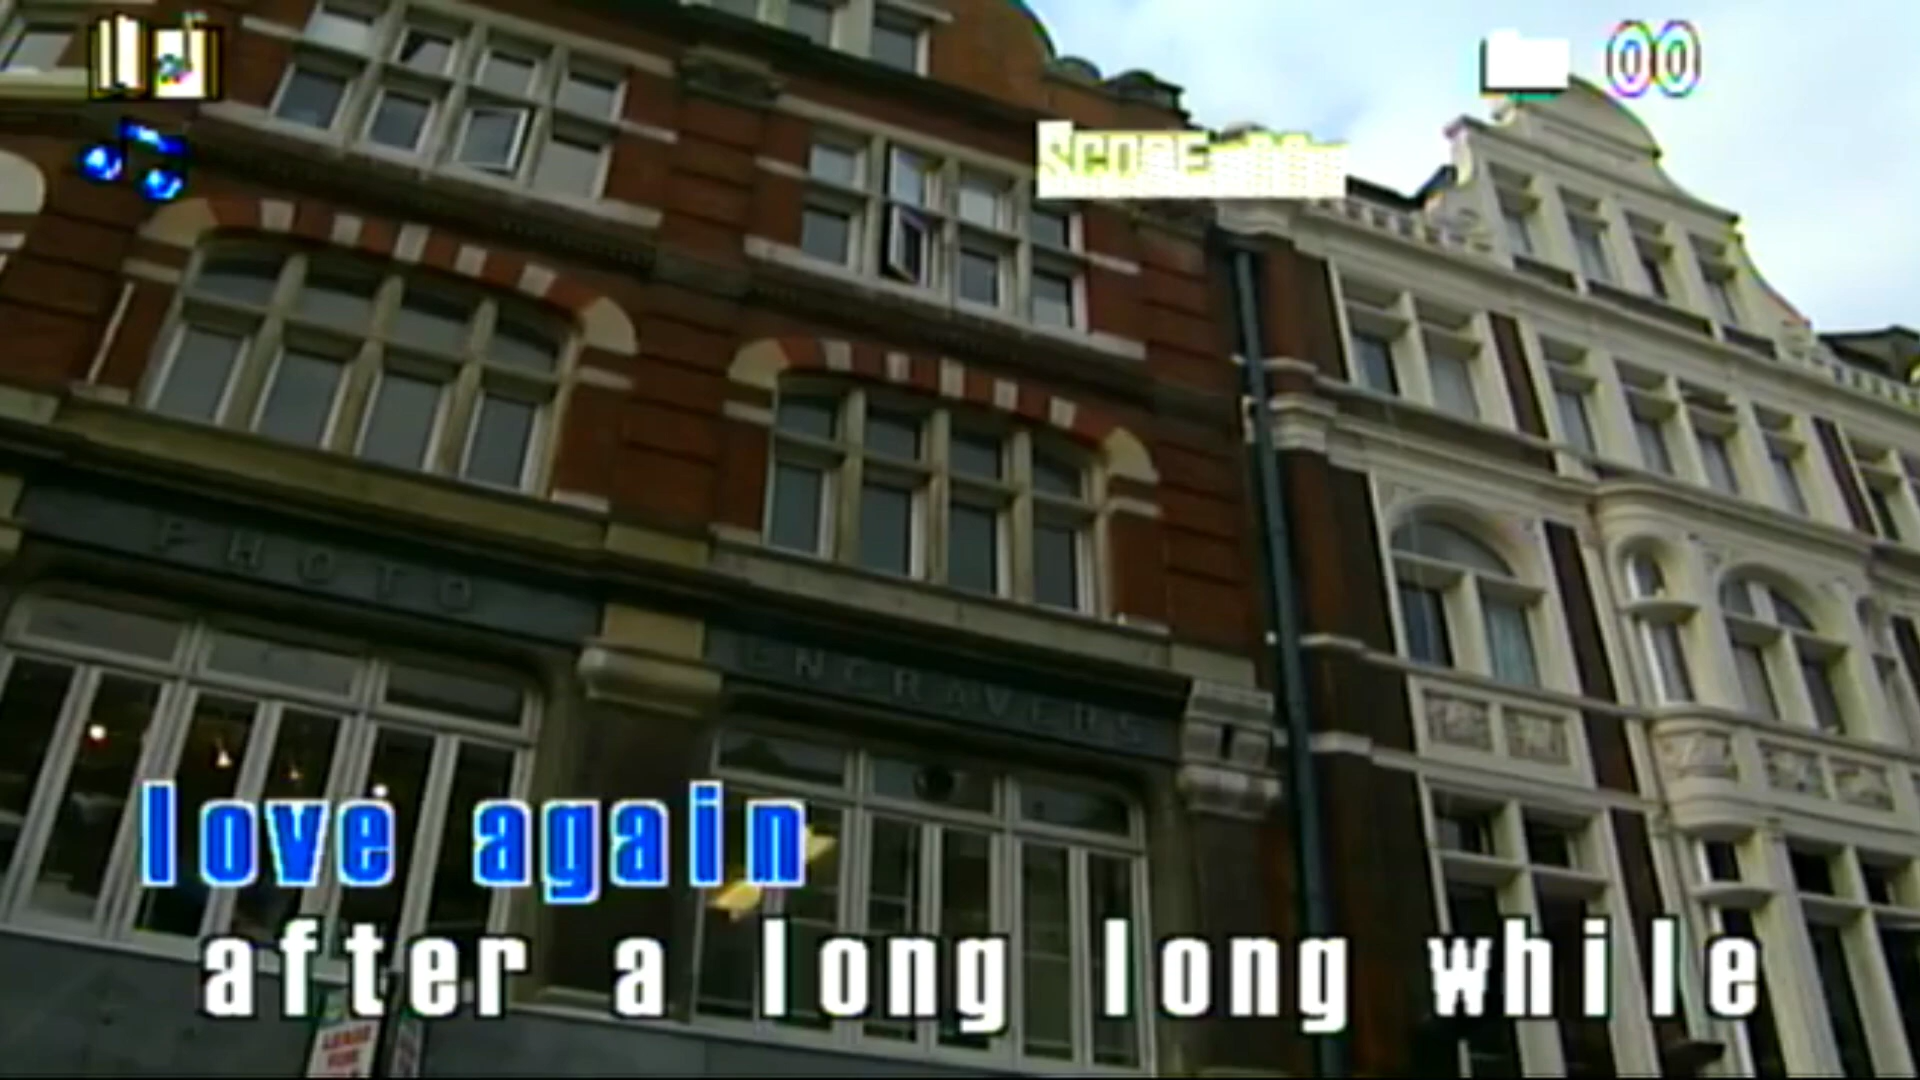 00
SCORE
PHOTO
ENGRAVERS
love again
after a long long while